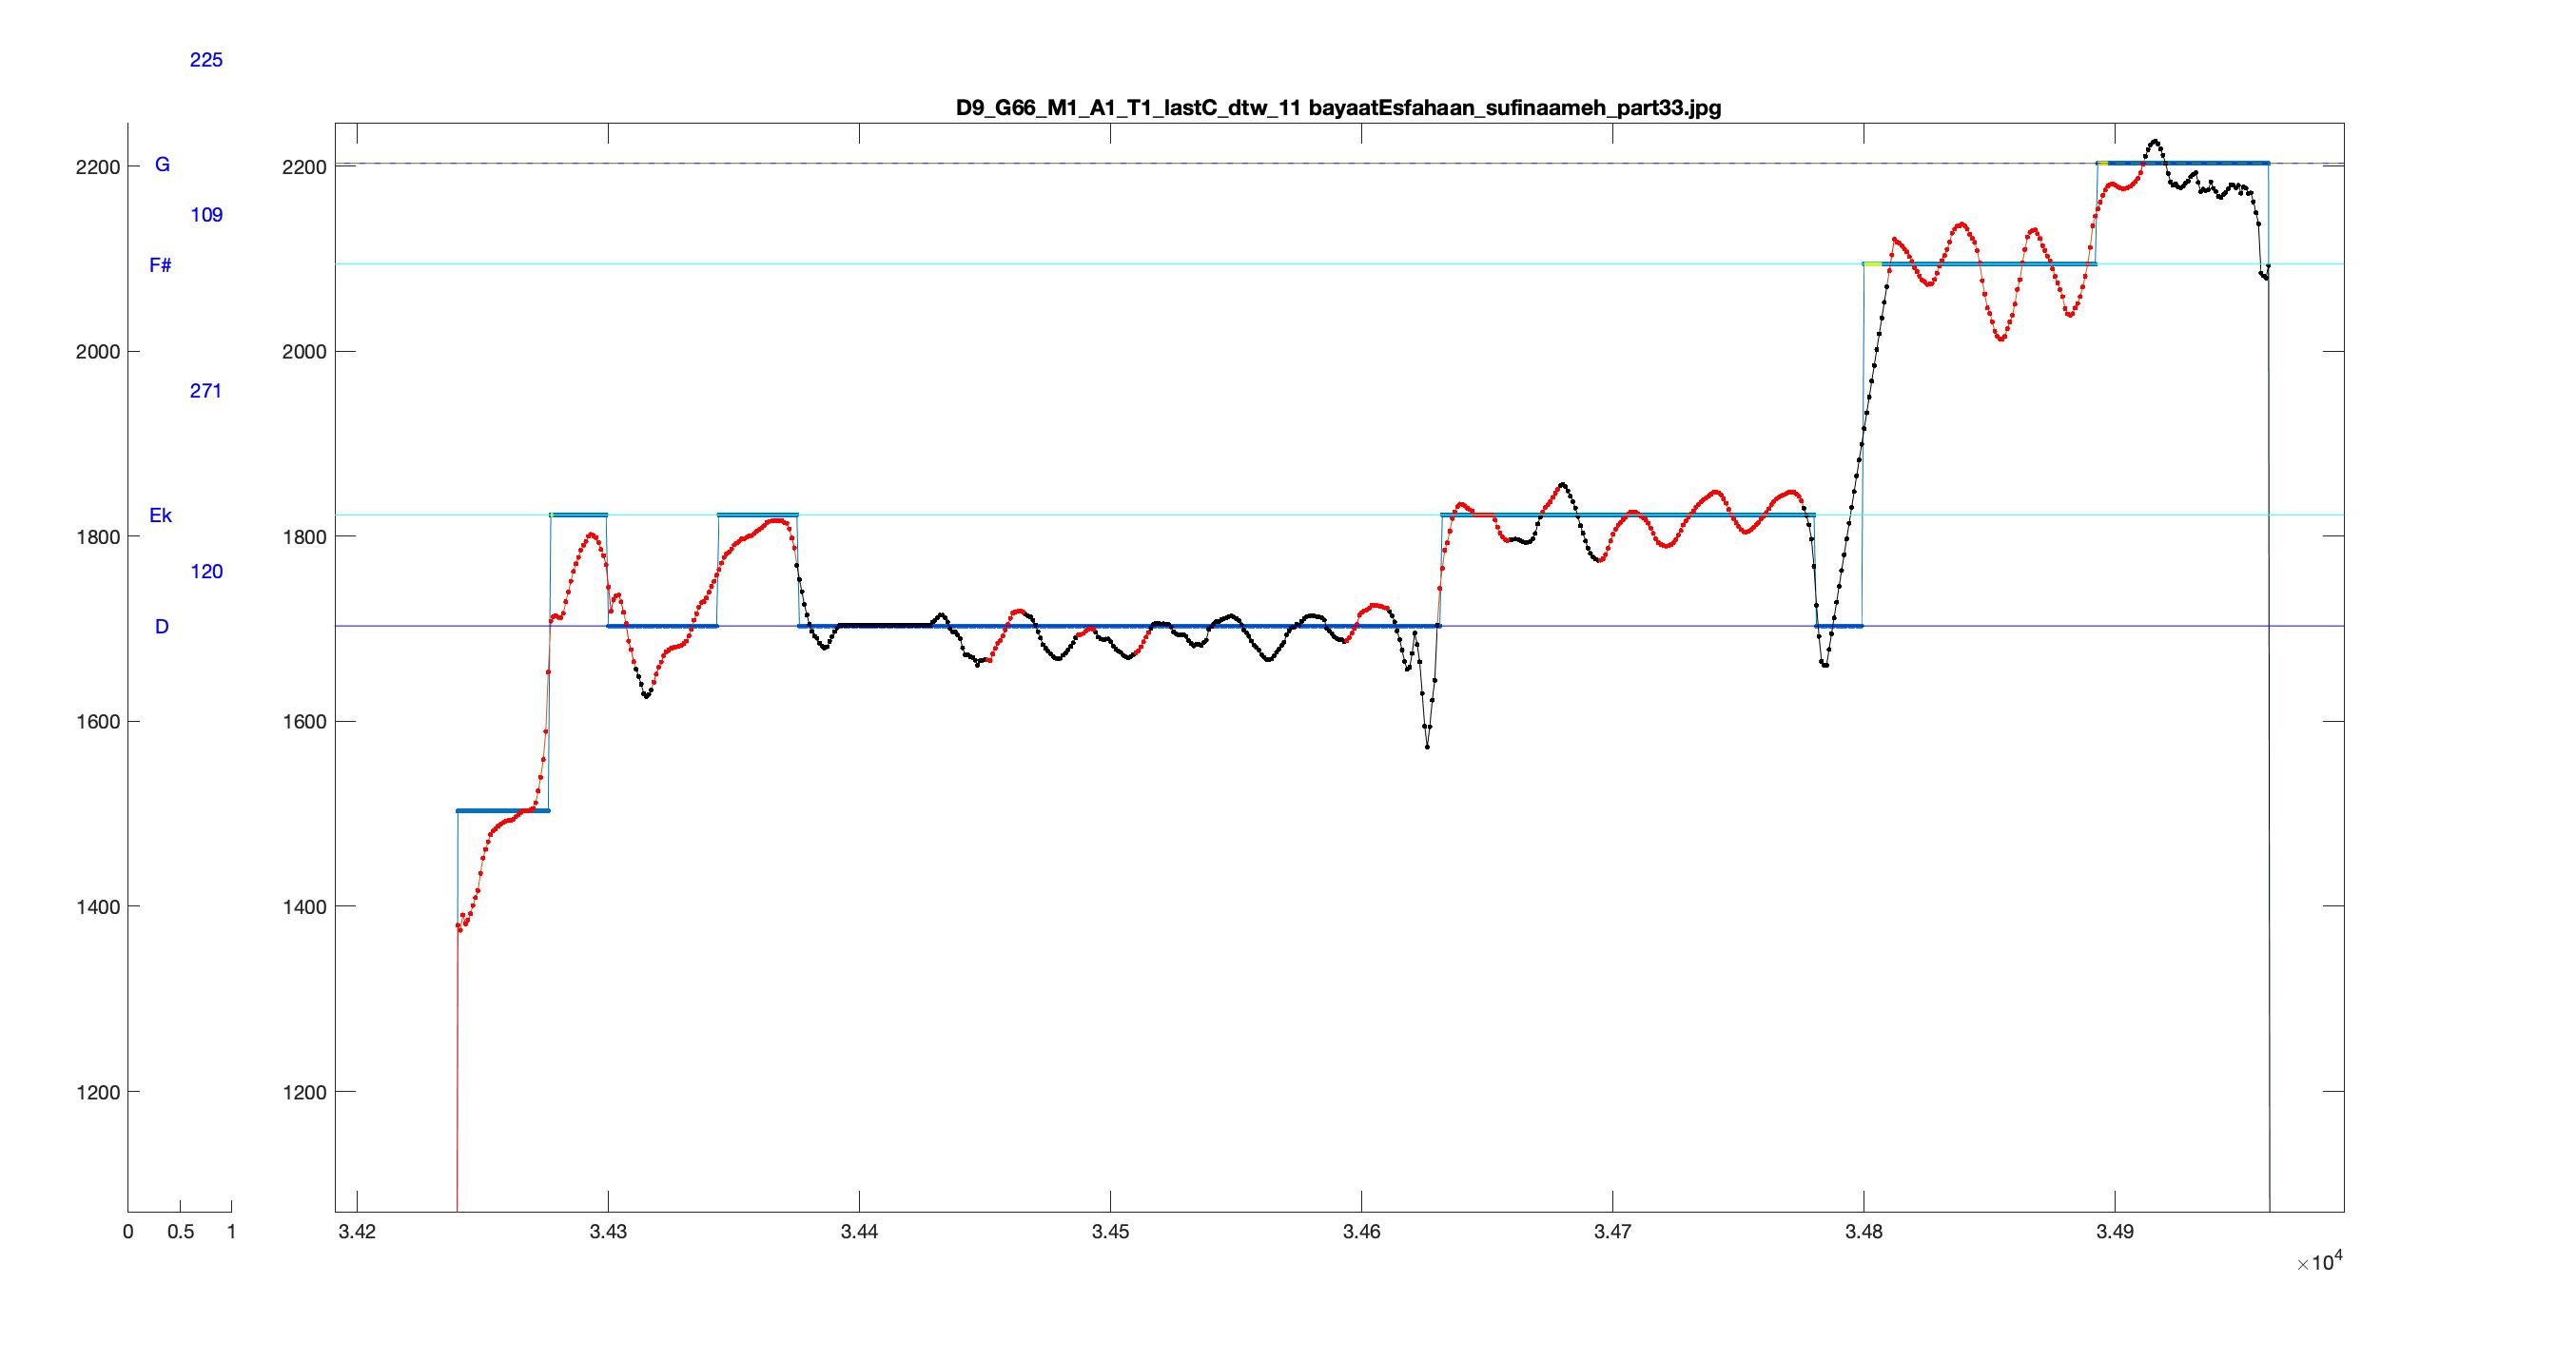 225
D9_G66_M1_A1_T1_lastC_dtw_11 bayaatEsfahaan_sufinaameh_part33.jpg
2200 G 2200
109
F#
2000 2000
271
Ek
1800 1800
120
D
1600 1600
1400 1400
1200 1200
0 0.5 1 3.42 3.43 3.44 3.45 3.46 3.47 3.48 3.49
×10⁴